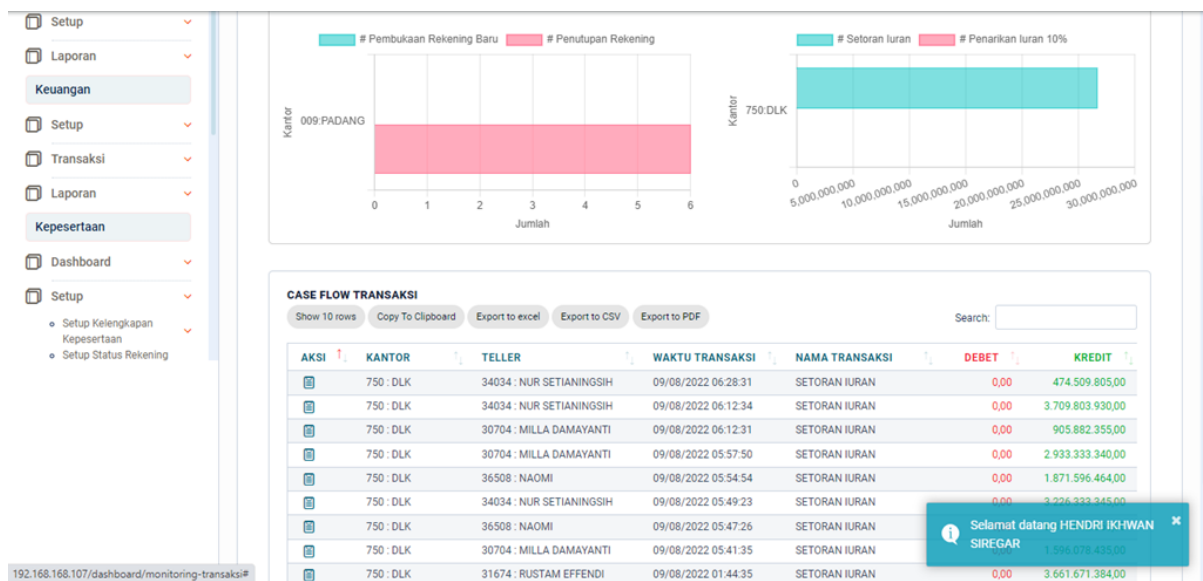 Setup
Laporan
Keuangan
Setup
Transaksi
Laporan
Kepesertaan
Dashboard
Setup
Setup Kelengkapan
Kepesertaan
Setup Status Rekening
# Pembukaan Rekening Baru # Penutupan Rekening
Kantor
009:PADANG
0 1 2 3 4 5 6
Jumlah
# Setoran Iuran # Penarikan Iuran 10%
Kantor
750:DLK
0 5,000,000,000 10,000,000,000 15,000,000,000 20,000,000,000 25,000,000,000 30,000,000,000
Jumlah
CASE FLOW TRANSAKSI
Show 10 rows Copy To Clipboard Export to excel Export to CSV Export to PDF Search:
AKSI KANTOR TELLER WAKTU TRANSAKSI NAMA TRANSAKSI DEBET KREDIT
750 : DLK 34034 : NUR SETIANINGSIH 09/08/2022 06:28:31 SETORAN IURAN 0,00 474.509.805,00
750 : DLK 34034 : NUR SETIANINGSIH 09/08/2022 06:12:34 SETORAN IURAN 0,00 3.709.803.930,00
750 : DLK 30704 : MILLA DAMAYANTI 09/08/2022 06:12:31 SETORAN IURAN 0,00 905.882.355,00
750 : DLK 30704 : MILLA DAMAYANTI 09/08/2022 05:57:50 SETORAN IURAN 0,00 2.933.333.340,00
750 : DLK 36508 : NAOMI 09/08/2022 05:54:54 SETORAN IURAN 0,00 1.871.596.464,00
750 : DLK 34034 : NUR SETIANINGSIH 09/08/2022 05:49:23 SETORAN IURAN 0,00 3.226.333.345,00
750 : DLK 36508 : NAOMI 09/08/2022 05:47:26 SETORAN IURAN
750 : DLK 30704 : MILLA DAMAYANTI 09/08/2022 05:41:35 SETORAN IURAN 1.596.078.435,00
750 : DLK 31674 : RUSTAM EFFENDI 09/08/2022 01:44:35 SETORAN IURAN 0,00 3.661.671.384,00
Selamat datang HENDRI IKHWAN
SIREGAR
192.168.168.107/dashboard/monitoring-transaksi#